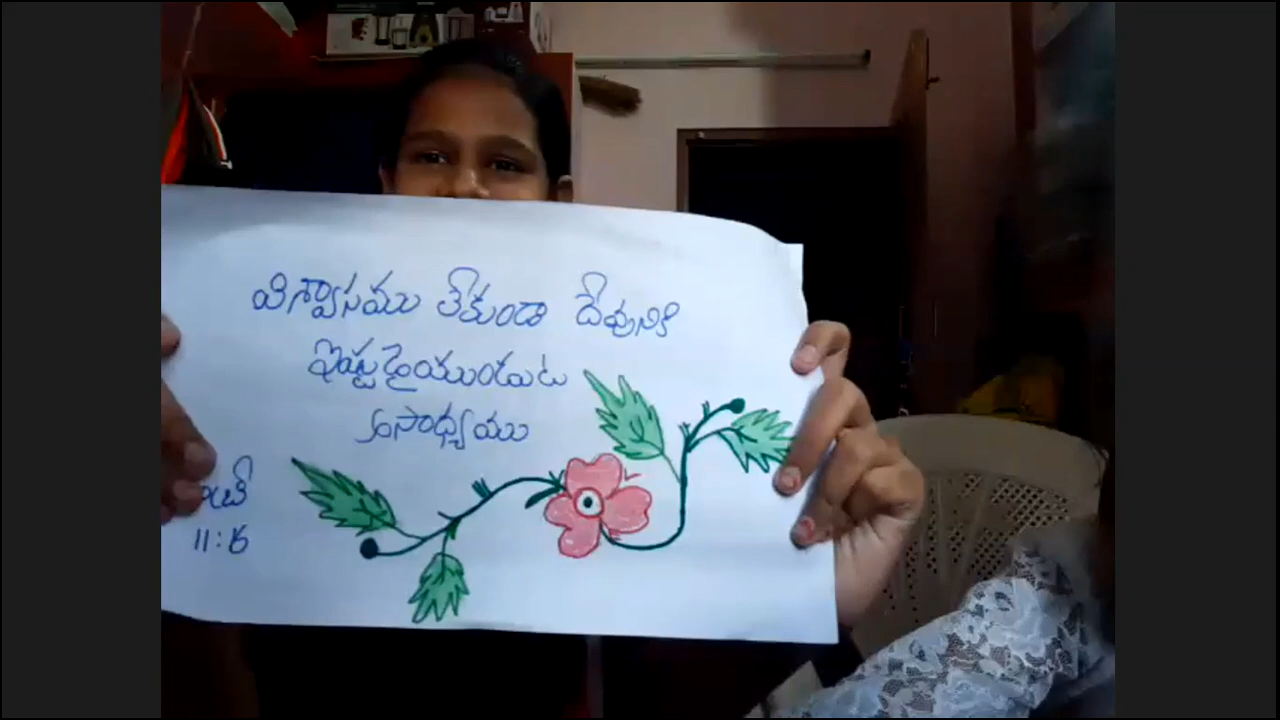 విశ్వాసము లేకుండా దేవునికి
ఇష్టుడైయుండుట
అసాధ్యము
11:6